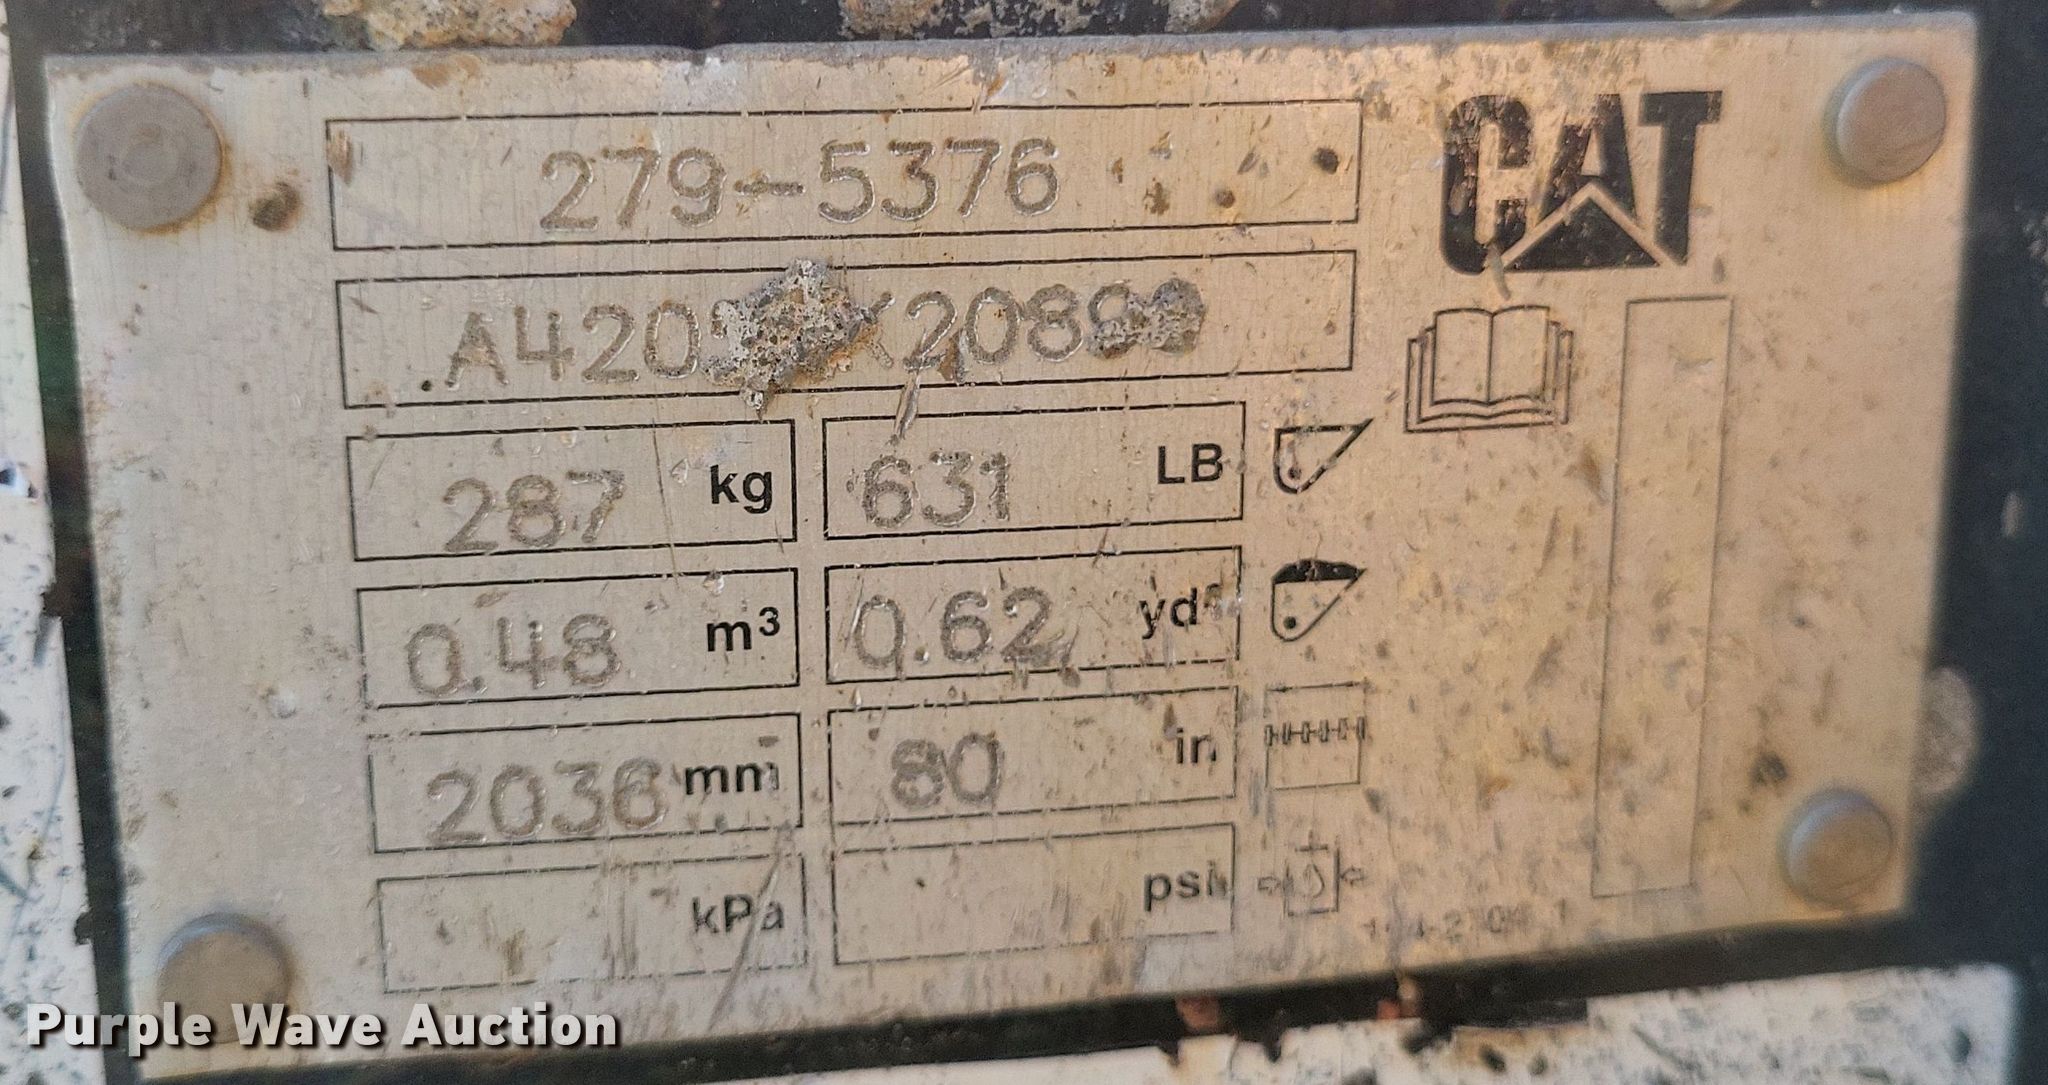 CAT
279-5376
287 kg 631 LB
0.48 m³ 0.62 yd³
2036 mm 80 in
kPa psi
Purple Wave Auction